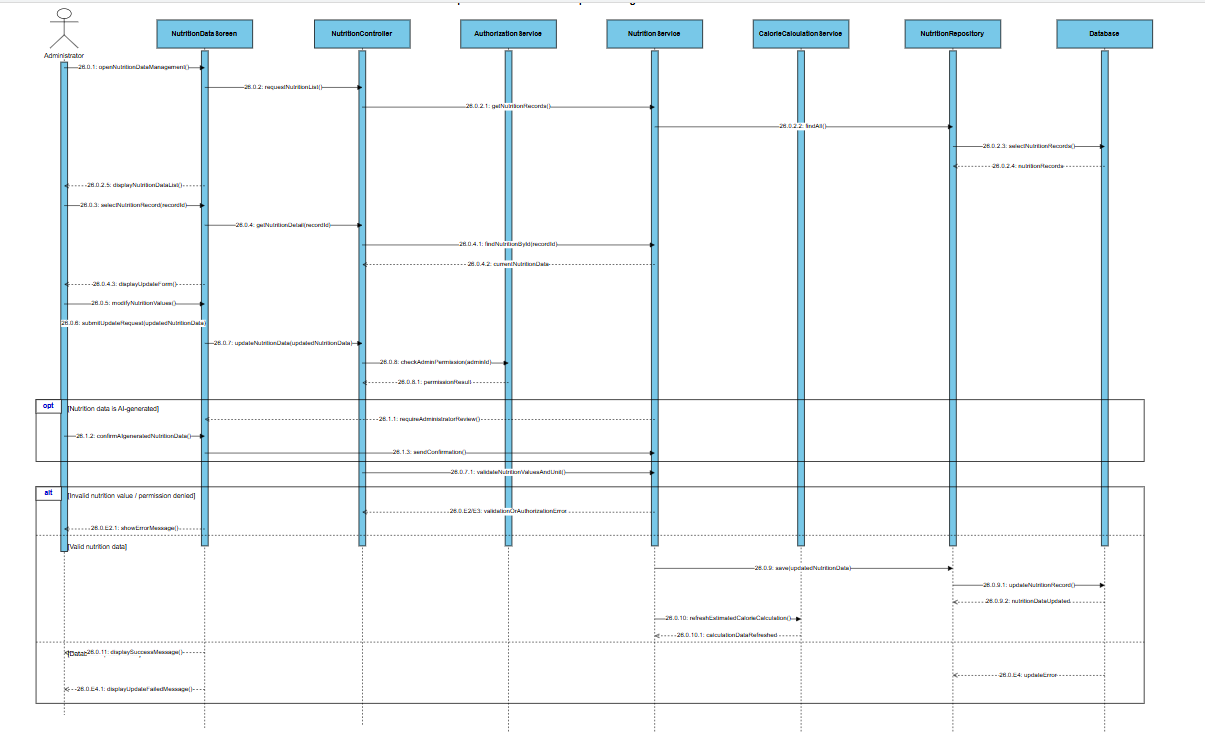 Administrator
NutritionDataScreen
NutritionController
AuthorizationService
NutritionService
CalorieCalculationService
NutritionRepository
Database
26.0.1: openNutritionDataManagement()
26.0.2: requestNutritionList()
26.0.2.1: getNutritionRecords()
26.0.2.2: findAll()
26.0.2.3: selectNutritionRecords()
26.0.2.4: nutritionRecords
26.0.2.5: displayNutritionDataList()
26.0.3: selectNutritionRecord(recordId)
26.0.4: getNutritionDetail(recordId)
26.0.4.1: findNutritionById(recordId)
26.0.4.2: currentNutritionData
26.0.4.3: displayUpdateForm()
26.0.5: modifyNutritionValues()
26.0.6: submitUpdateRequest(updatedNutritionData)
26.0.7: updateNutritionData(updatedNutritionData)
26.0.8: checkAdminPermission(adminId)
26.0.8.1: permissionResult
opt
[Nutrition data is AI-generated]
26.1.1: requireAdministratorReview()
26.1.2: confirmAIgeneratedNutritionData()
26.1.3: sendConfirmation()
26.0.7.1: validateNutritionValuesAndUnit()
alt
[Invalid nutrition value / permission denied]
26.0.E2/E3: validationOrAuthorizationError
26.0.E2.1: showErrorMessage()
[Valid nutrition data]
26.0.9: save(updatedNutritionData)
26.0.9.1: updateNutritionRecord()
26.0.9.2: nutritionDataUpdated
26.0.10: refreshEstimatedCalorieCalculation()
26.0.10.1: calculationDataRefreshed
26.0.11: displaySuccessMessage()
26.0.E4: updateError
26.0.E4.1: displayUpdateFailedMessage()